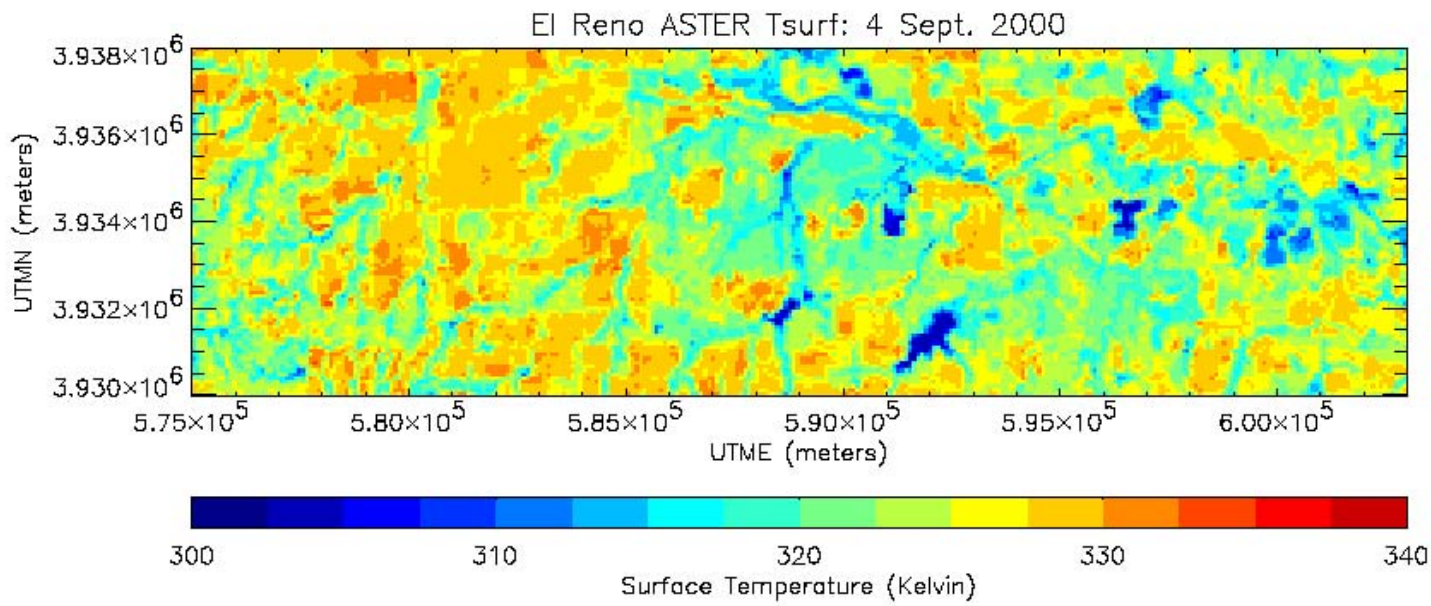 El Reno ASTER Tsurf: 4 Sept. 2000
3.938×10⁶
3.936×10⁶
3.934×10⁶
3.932×10⁶
3.930×10⁶
UTMN (meters)
5.75×10⁵ 5.80×10⁵ 5.85×10⁵ 5.90×10⁵ 5.95×10⁵ 6.00×10⁵
UTME (meters)
300 310 320 330 340
Surface Temperature (Kelvin)